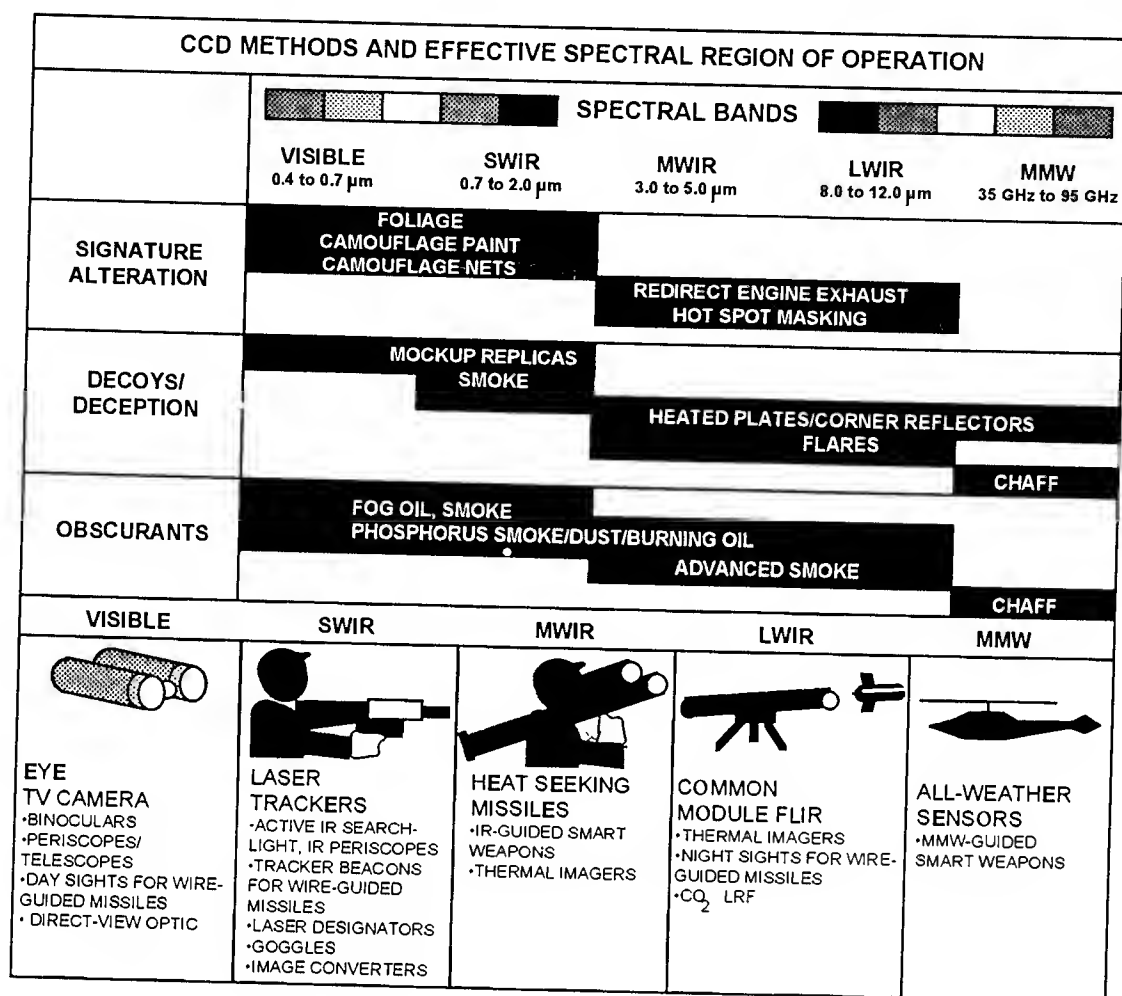 CCD METHODS AND EFFECTIVE SPECTRAL REGION OF OPERATION
SPECTRAL BANDS
VISIBLE
0.4 to 0.7 µm
SWIR
0.7 to 2.0 µm
MWIR
3.0 to 5.0 µm
LWIR
8.0 to 12.0 µm
MMW
35 GHz to 95 GHz
SIGNATURE
ALTERATION
FOLIAGE
CAMOUFLAGE PAINT
CAMOUFLAGE NETS
REDIRECT ENGINE EXHAUST
HOT SPOT MASKING
DECOYS/
DECEPTION
MOCKUP REPLICAS
SMOKE
HEATED PLATES/CORNER REFLECTORS
FLARES
CHAFF
OBSCURANTS
FOG OIL, SMOKE
PHOSPHORUS SMOKE/DUST/BURNING OIL
ADVANCED SMOKE
CHAFF
VISIBLE
SWIR
MWIR
LWIR
MMW
EYE
TV CAMERA
•BINOCULARS
•PERISCOPES/
TELESCOPES
•DAY SIGHTS FOR WIRE-
GUIDED MISSILES
• DIRECT-VIEW OPTIC
LASER
TRACKERS
•ACTIVE IR SEARCH-
LIGHT, IR PERISCOPES
•TRACKER BEACONS
FOR WIRE-GUIDED
MISSILES
•LASER DESIGNATORS
•GOGGLES
•IMAGE CONVERTERS
HEAT SEEKING
MISSILES
•IR-GUIDED SMART
WEAPONS
•THERMAL IMAGERS
COMMON
MODULE FLIR
•THERMAL IMAGERS
•NIGHT SIGHTS FOR WIRE-
GUIDED MISSILES
•CO2 LRF
ALL-WEATHER
SENSORS
•MMW-GUIDED
SMART WEAPONS